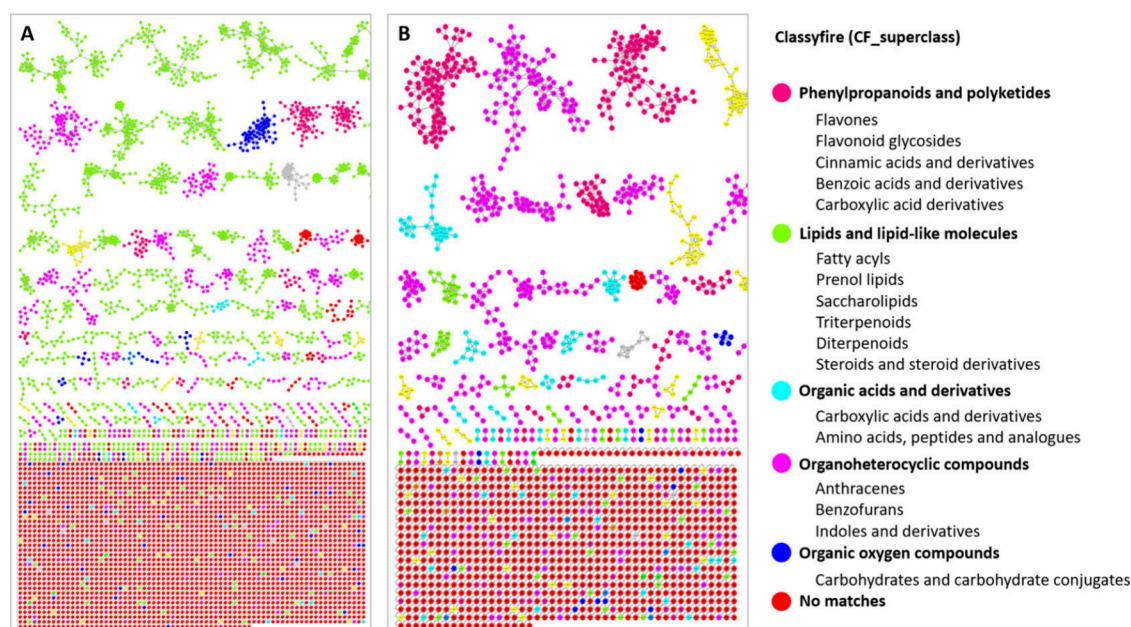 A
B
Classyfire (CF_superclass)
Phenylpropanoids and polyketides
Flavones
Flavonoid glycosides
Cinnamic acids and derivatives
Benzoic acids and derivatives
Carboxylic acid derivatives
Lipids and lipid-like molecules
Fatty acyls
Prenol lipids
Saccharolipids
Triterpenoids
Diterpenoids
Steroids and steroid derivatives
Organic acids and derivatives
Carboxylic acids and derivatives
Amino acids, peptides and analogues
Organoheterocyclic compounds
Anthracenes
Benzofurans
Indoles and derivatives
Organic oxygen compounds
Carbohydrates and carbohydrate conjugates
No matches